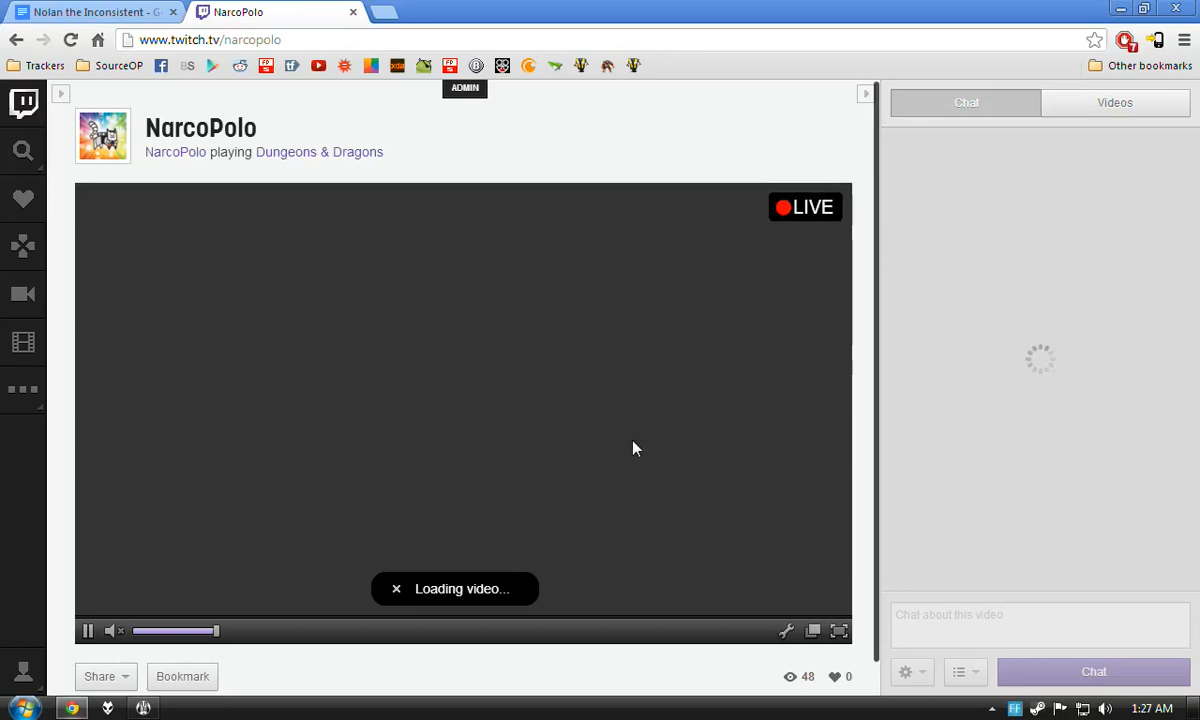 Nolan the Inconsistent - G
NarcoPolo
www.twitch.tv/narcopolo
Trackers
SourceOP
BS
Other bookmarks
ADMIN
Chat
Videos
NarcoPolo
NarcoPolo playing Dungeons & Dragons
LIVE
Loading video...
Chat about this video
Share
Bookmark
48
0
Chat
1:27 AM